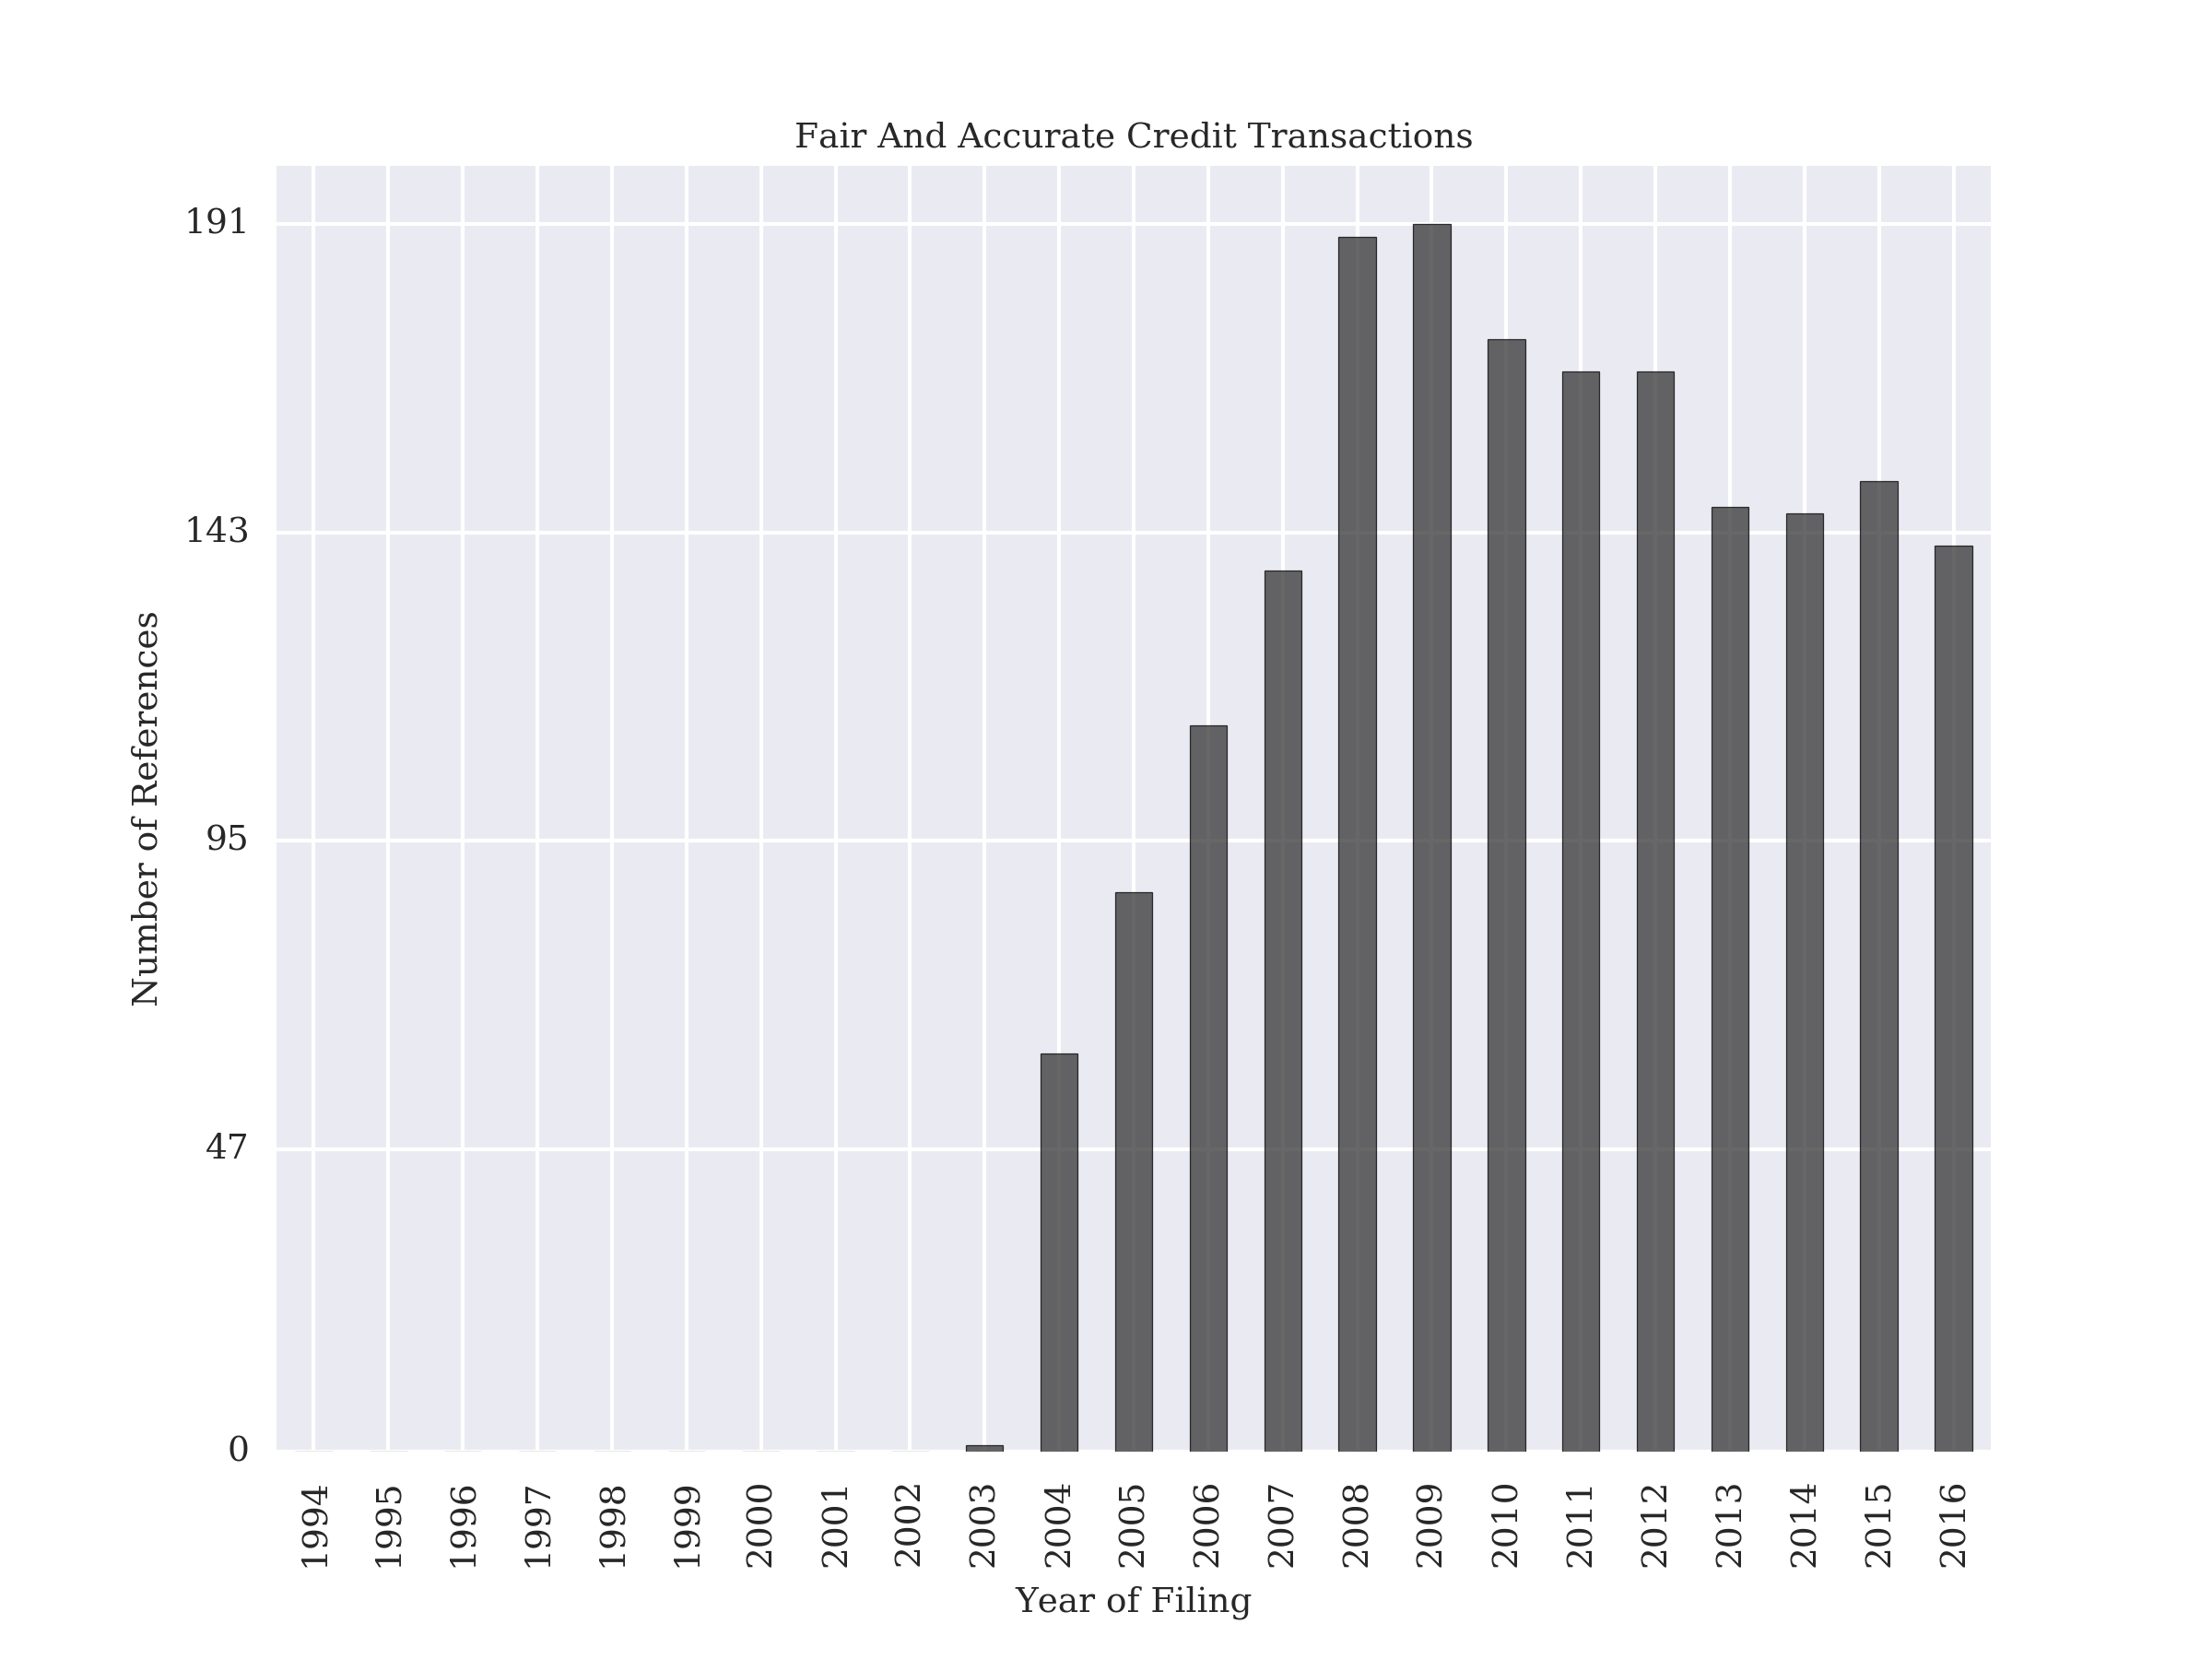 Fair And Accurate Credit Transactions
191
143
95
47
0
Number of References
1994 1995 1996 1997 1998 1999 2000 2001 2002 2003 2004 2005 2006 2007 2008 2009 2010 2011 2012 2013 2014 2015 2016
Year of Filing